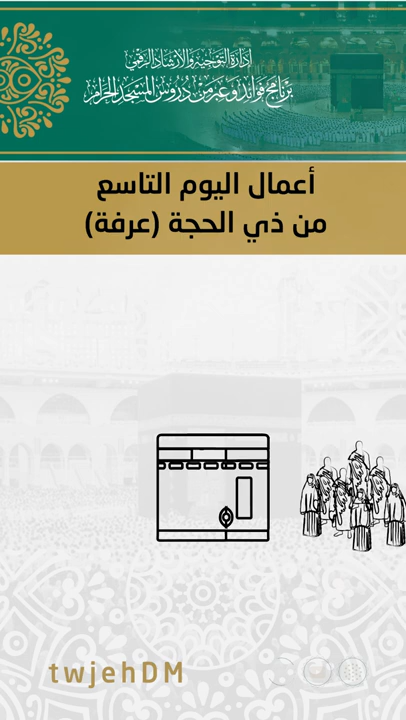 إدارة التوجيه والإرشاد الرقمي
برنامج فوائد وعبر من دروس المسجد الحرام
أعمال اليوم التاسع
من ذي الحجة (عرفة)
twjehDM